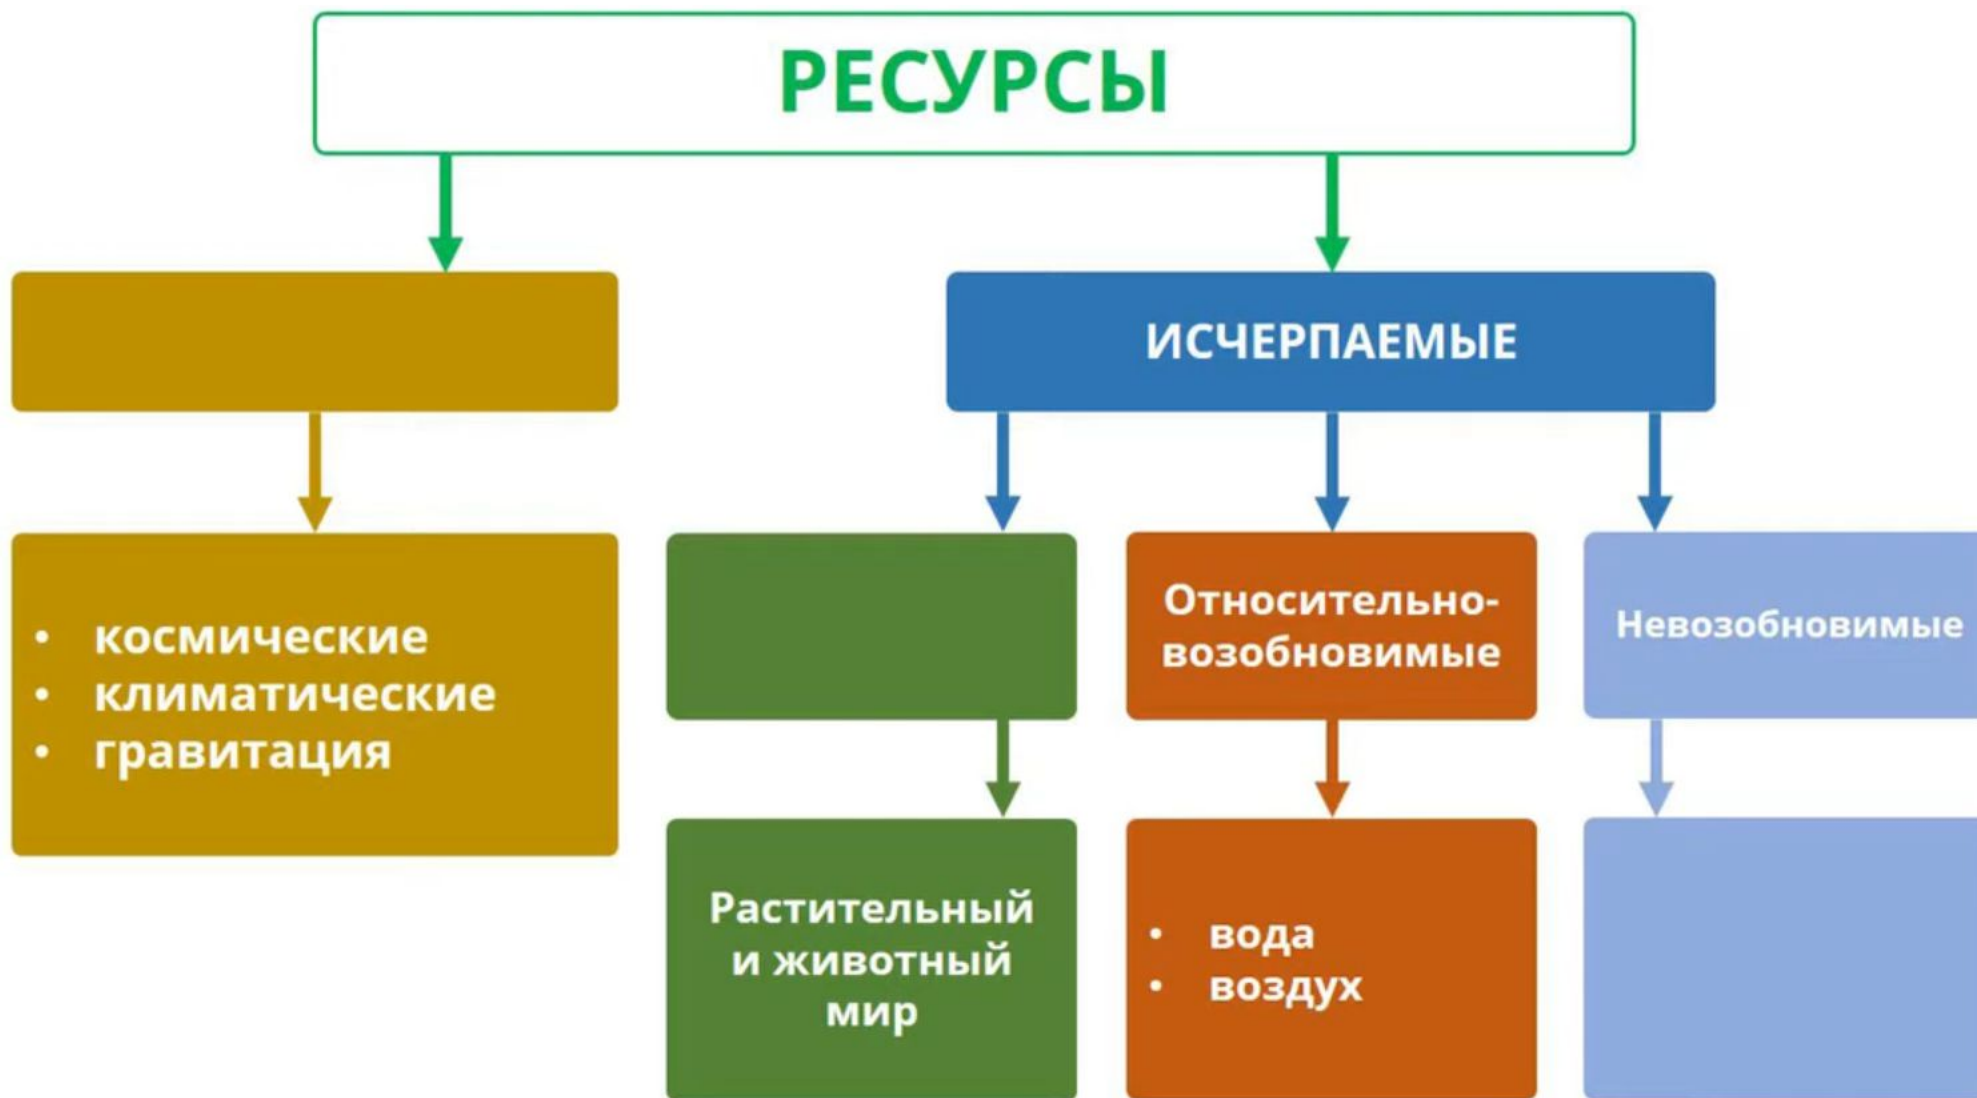 РЕСУРСЫ
ИСЧЕРПАЕМЫЕ
• космические
• климатические
• гравитация
Относительно-
возобновимые
Невозобновимые
Растительный
и животный
мир
• вода
• воздух